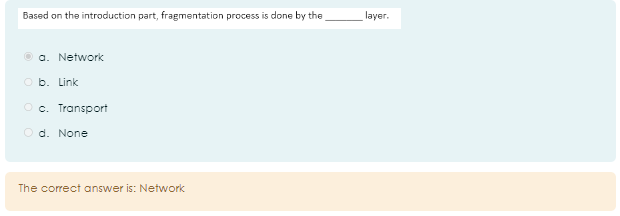 Based on the introduction part, fragmentation process is done by the ______ layer.
a. Network
b. Link
c. Transport
d. None
The correct answer is: Network